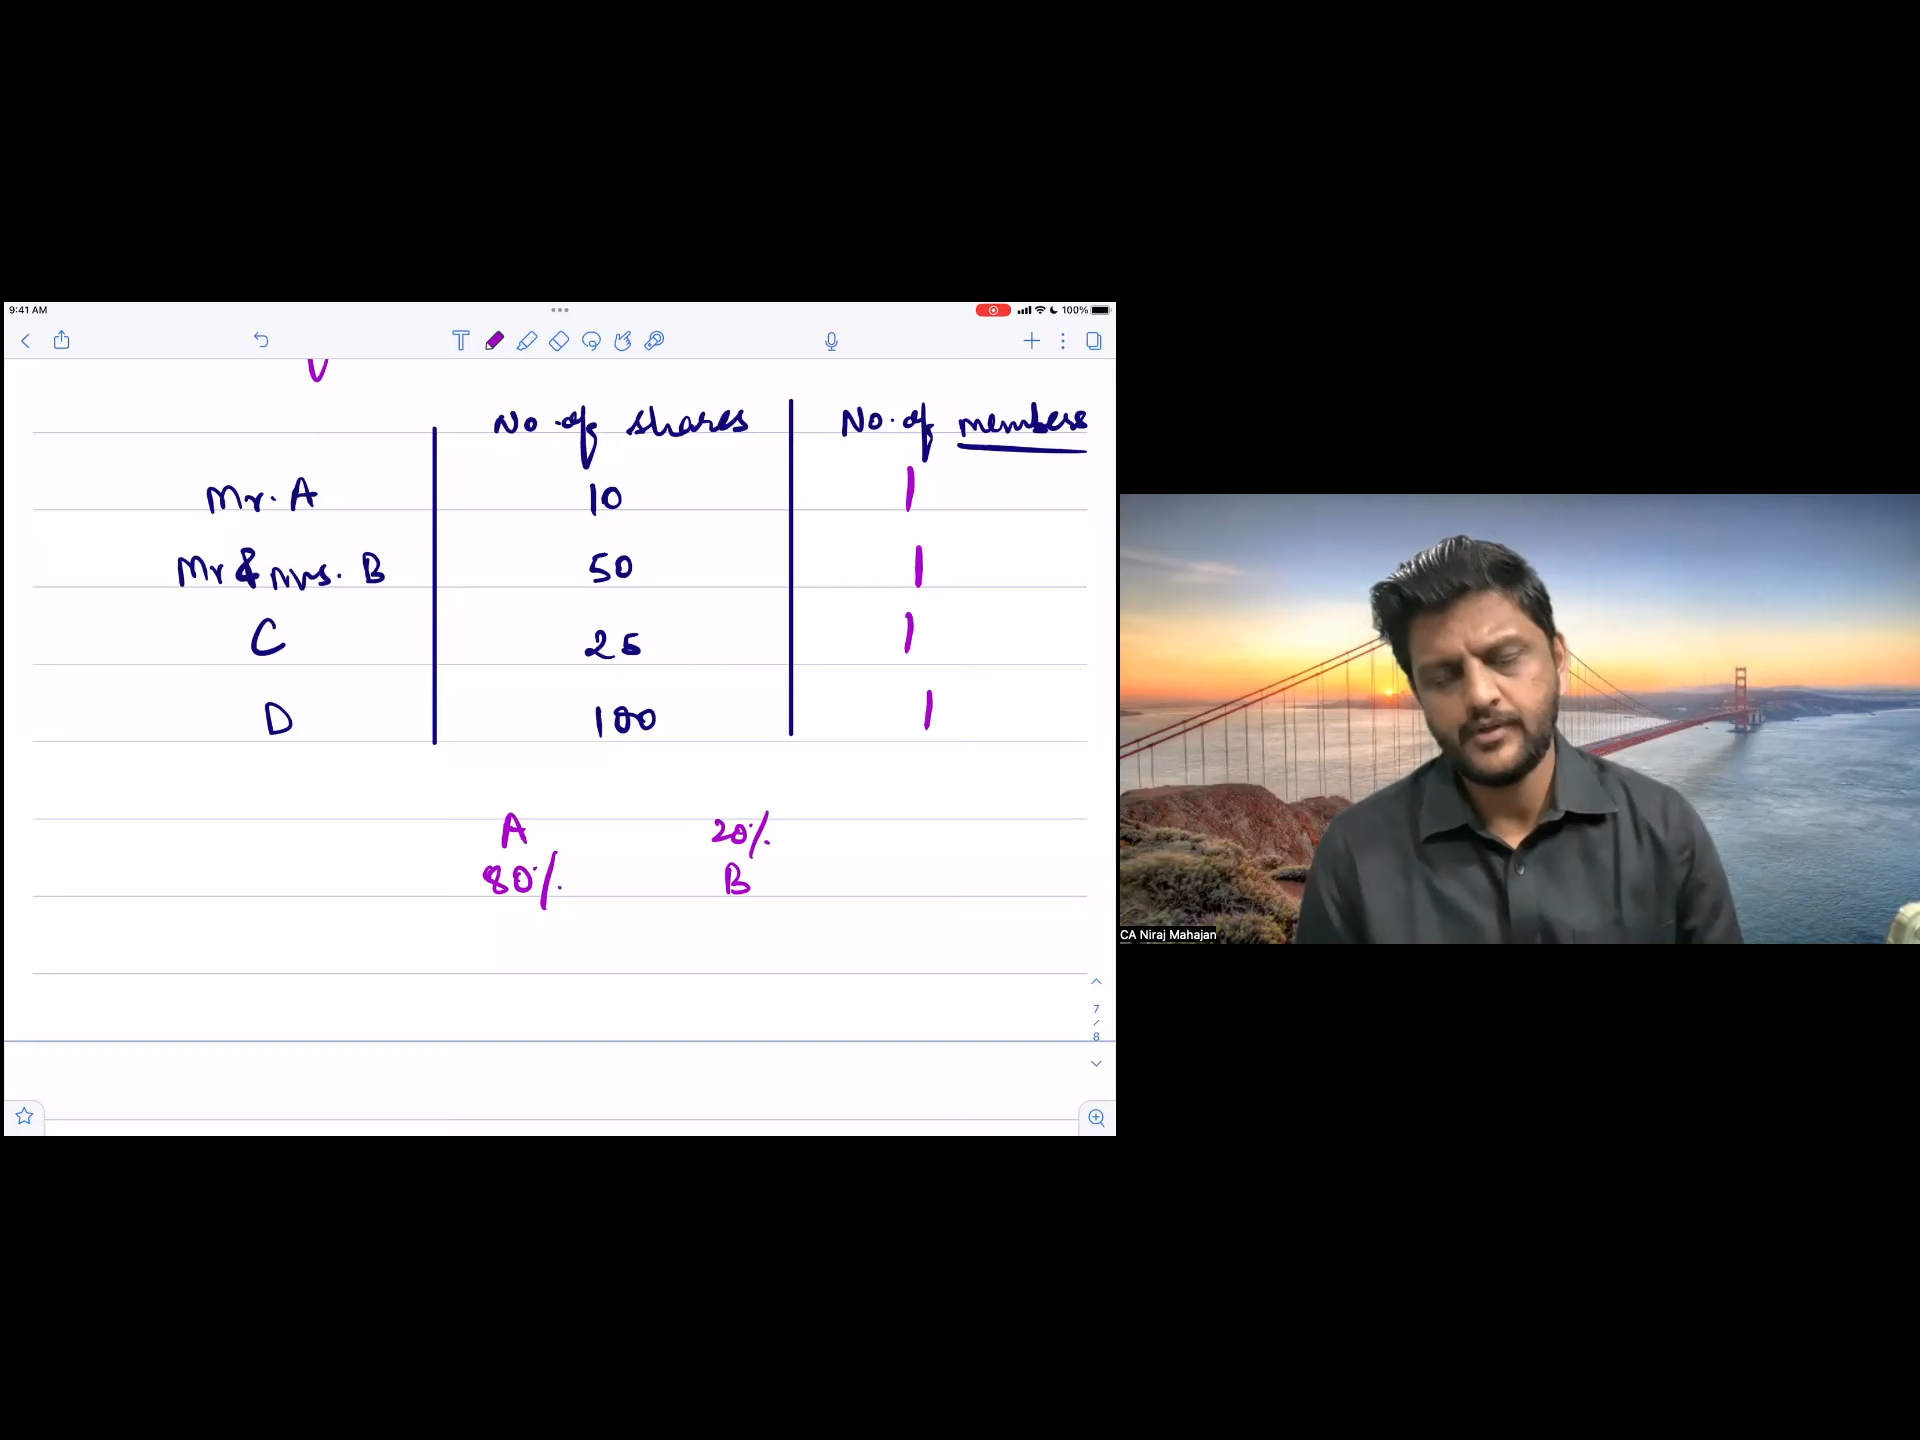 9:41 AM
100%
No. of shares No. of members
Mr. A 10 1
Mr & Mrs. B 50 1
C 25 1
D 100 1
A 20%
80% B
CA Niraj Mahajan
7
/
8